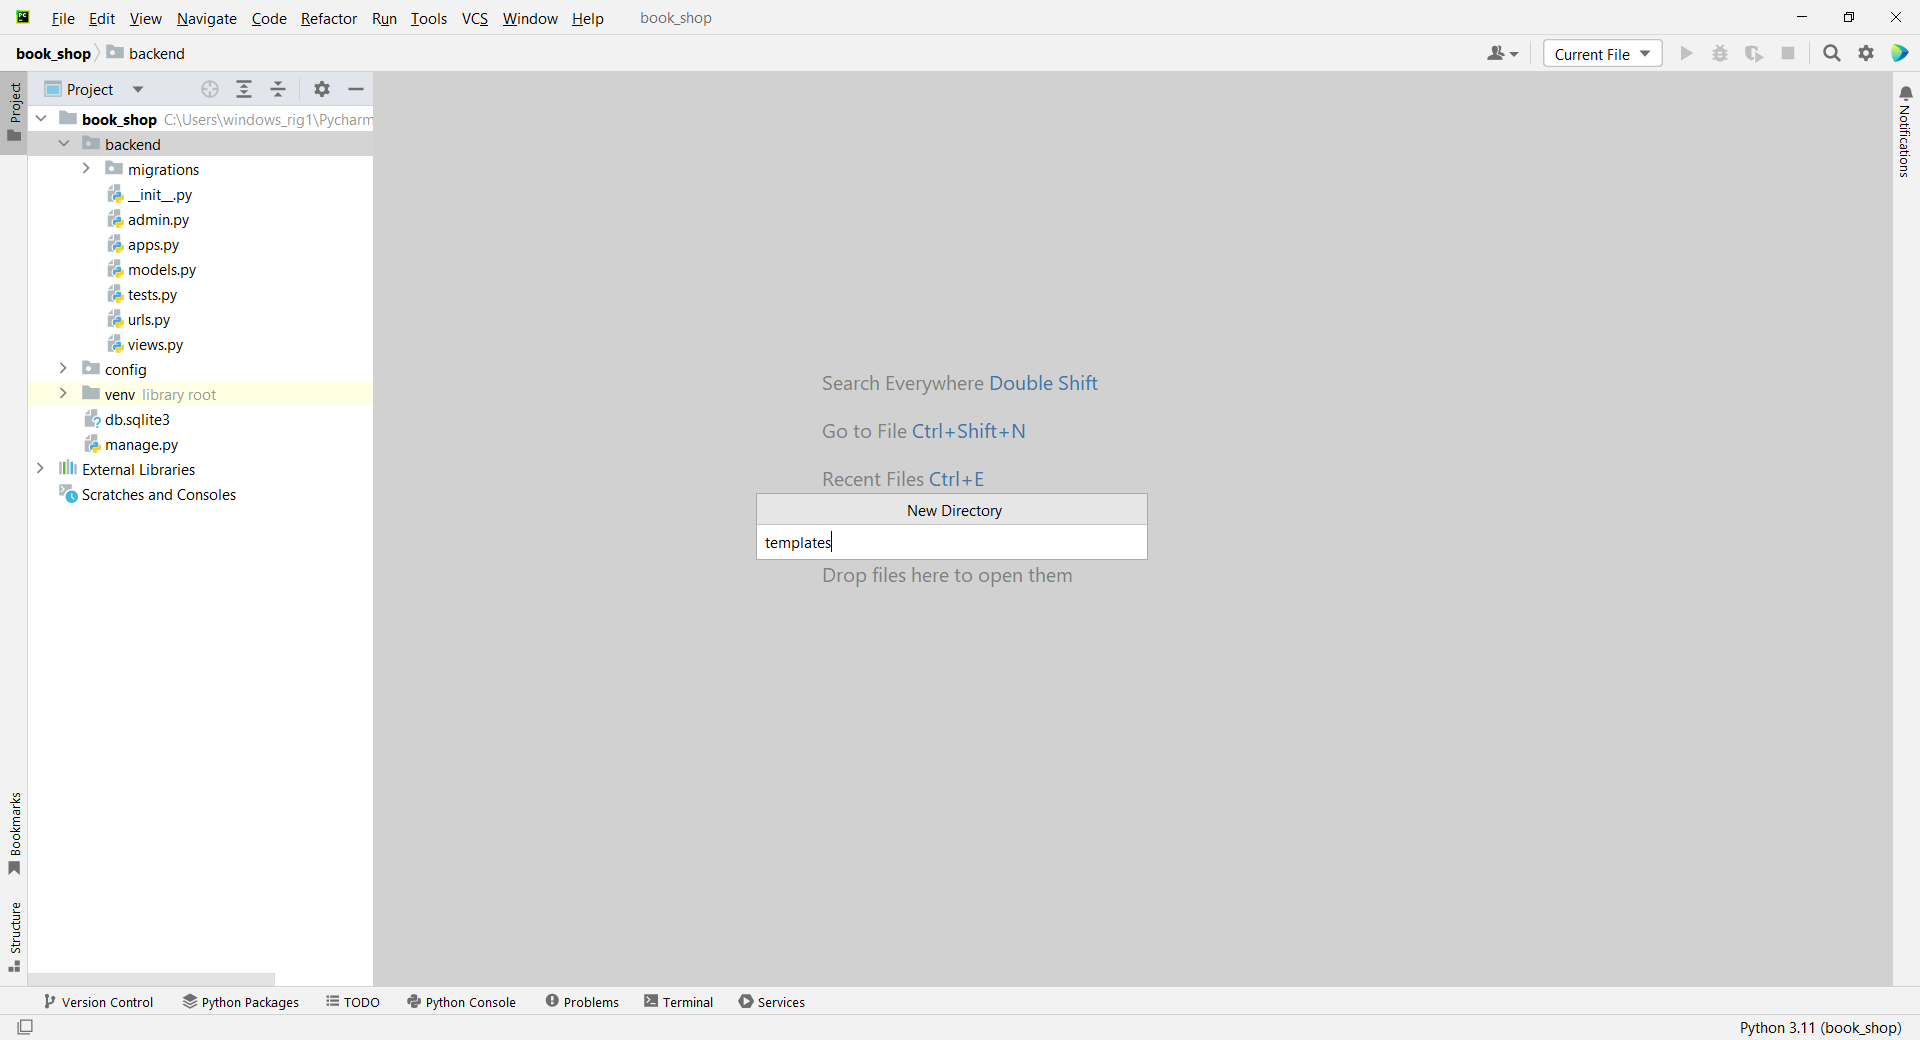 PC
File Edit View Navigate Code Refactor Run Tools VCS Window Help book_shop
book_shop backend
Current File
Project
Project
book_shop C:\Users\windows_rig1\Pycharm
backend
migrations
__init__.py
admin.py
apps.py
models.py
tests.py
urls.py
views.py
config
venv library root
db.sqlite3
manage.py
External Libraries
Scratches and Consoles
Search Everywhere Double Shift
Go to File Ctrl+Shift+N
Recent Files Ctrl+E
New Directory
templates
Drop files here to open them
Notifications
Bookmarks
Structure
Version Control Python Packages TODO Python Console Problems Terminal Services
Python 3.11 (book_shop)